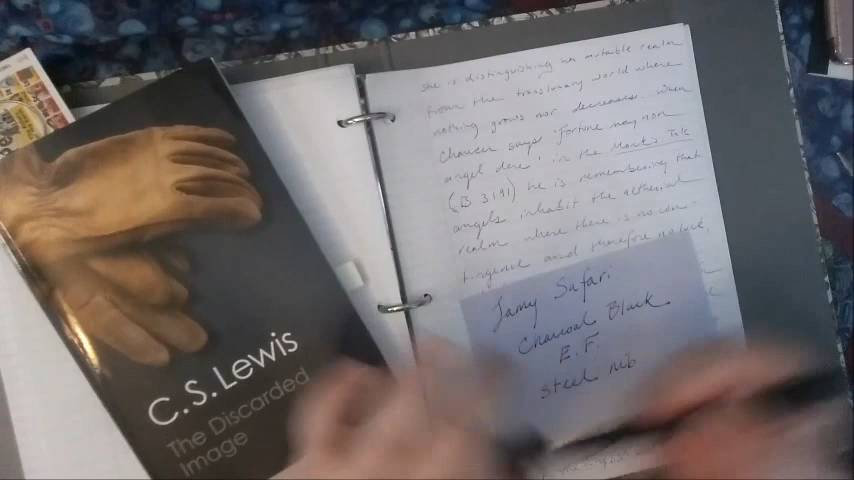 C.S. Lewis
The Discarded
Image
she is distinguishing mutable realm
from the translunary world where
nothing grows nor decreases. When
Chaucer says 'Fortune may non
angel dere', in the Monk's Tale
(B 3191) he is remembering that
angels inhabit the aetherial
realm where there is no con-
tingence and therefore no luck,
Lamy Safari
Charcoal Black
E.F.
steel nib